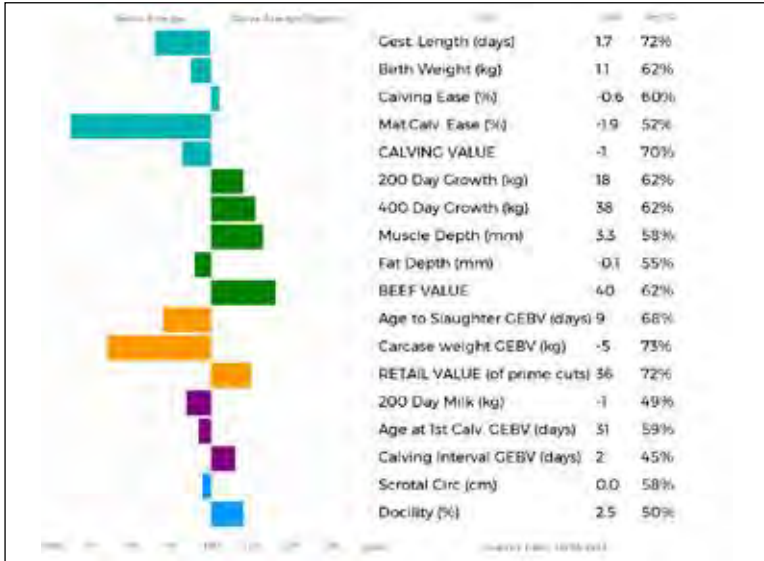 Gest. Length (days) 1.7 72%
Birth Weight (kg) 1.1 62%
Calving Ease (%) -0.6 60%
Mat.Calv. Ease (%) -1.9 52%
CALVING VALUE -1 70%
200 Day Growth (kg) 18 62%
400 Day Growth (kg) 38 62%
Muscle Depth (mm) 3.3 58%
Fat Depth (mm) -0.1 55%
BEEF VALUE 40 62%
Age to Slaughter GEBV (days) 9 68%
Carcase weight GEBV (kg) -5 73%
RETAIL VALUE (of prime cuts) 36 72%
200 Day Milk (kg) -1 49%
Age at 1st Calv. GEBV (days) 31 59%
Calving Interval GEBV (days) 2 45%
Scrotal Circ (cm) 0.0 58%
Docility (%) 2.5 50%